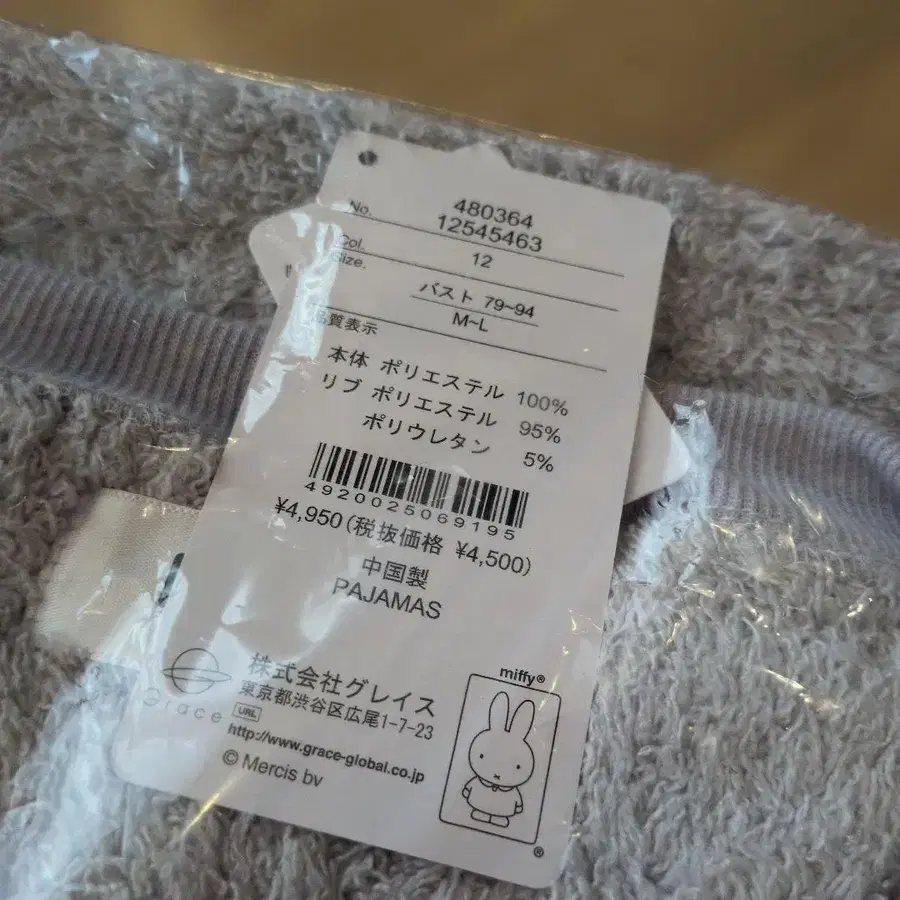 480364
No. 12545463
Col. 12
Size.
バスト 79~94
M~L
品質表示
本体 ポリエステル 100%
リブ ポリエステル 95%
ポリウレタン 5%
4920025069195
¥4,950(税抜価格 ¥4,500)
中国製
PAJAMAS
Grace
株式会社グレイス
東京都渋谷区広尾1-7-23
URL
http://www.grace-global.co.jp
© Mercis bv
miffy®
®